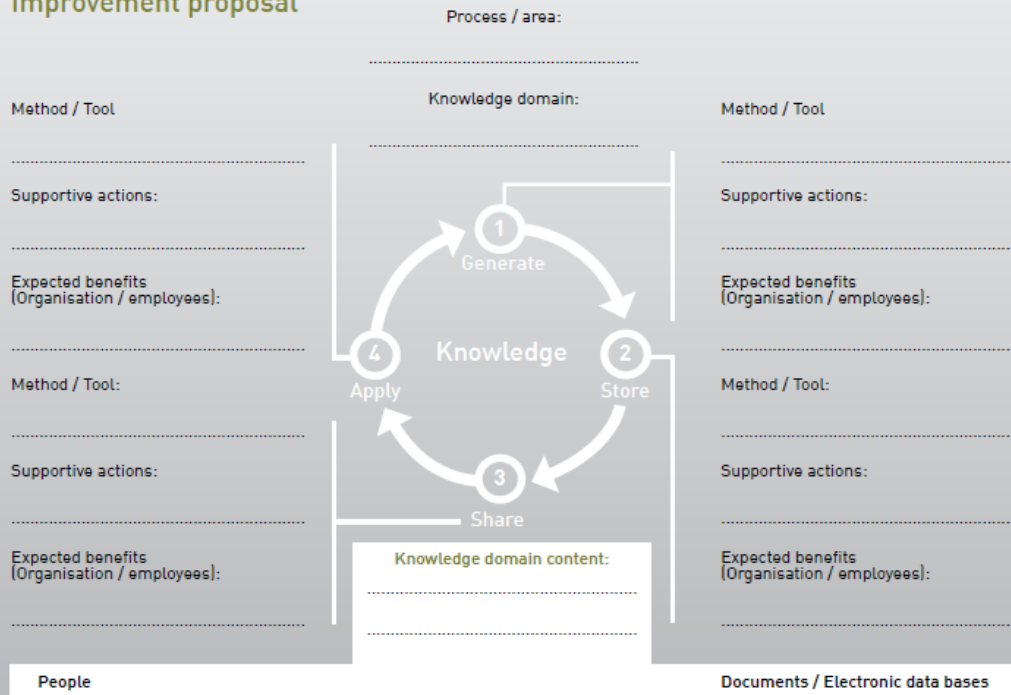 Improvement proposal
Process / area:
Knowledge domain:
Method / Tool
Supportive actions:
Expected benefits
(Organisation / employees):
Method / Tool:
Supportive actions:
Expected benefits
(Organisation / employees):
1
Generate
2
Store
3
Share
4
Apply
Knowledge
Method / Tool
Supportive actions:
Expected benefits
(Organisation / employees):
Method / Tool:
Supportive actions:
Expected benefits
(Organisation / employees):
Knowledge domain content:
People
Documents / Electronic data bases